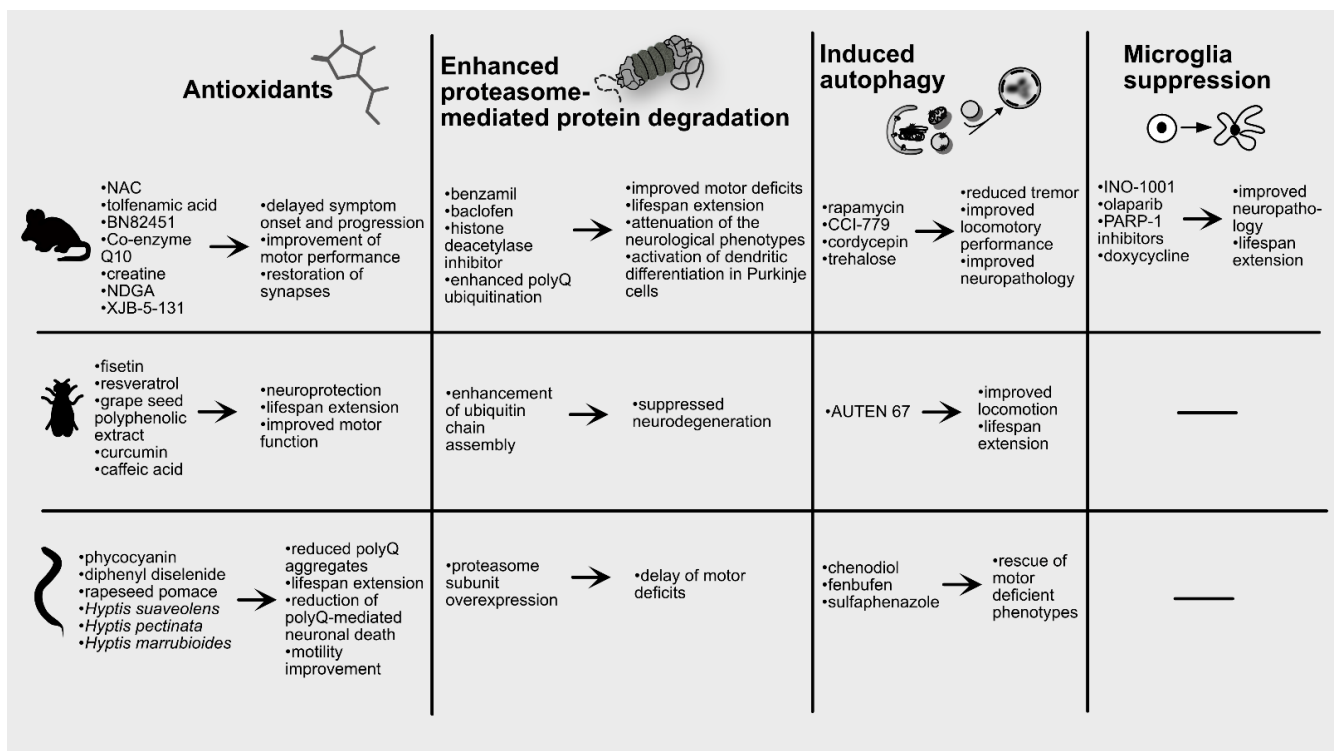 Antioxidants
Enhanced
proteasome-
mediated protein degradation
Induced
autophagy
Microglia
suppression
•NAC
•tolfenamic acid
•BN82451
•Co-enzyme
Q10
•creatine
•NDGA
•XJB-5-131
•delayed symptom
onset and progression
•improvement of
motor performance
•restoration of
synapses
•benzamil
•baclofen
•histone
deacetylase
inhibitor
•enhanced polyQ
ubiquitination
•improved motor deficits
•lifespan extension
•attenuation of the
neurological phenotypes
•activation of dendritic
differentiation in Purkinje
cells
•rapamycin
•CCI-779
•cordycepin
•trehalose
•reduced tremor
•improved
locomotory
performance
•improved
neuropathology
•INO-1001
•olaparib
•PARP-1
inhibitors
•doxycycline
•improved
neuropatho-
logy
•lifespan
extension
•fisetin
•resveratrol
•grape seed
polyphenolic
extract
•curcumin
•caffeic acid
•neuroprotection
•lifespan extension
•improved motor
function
•enhancement
of ubiquitin
chain
assembly
•suppressed
neurodegeneration
•AUTEN 67
•improved
locomotion
•lifespan
extension
•phycocyanin
•diphenyl diselenide
•rapeseed pomace
•Hyptis suaveolens
•Hyptis pectinata
•Hyptis marrubioides
•reduced polyQ
aggregates
•lifespan extension
•reduction of
polyQ-mediated
neuronal death
•motility
improvement
•proteasome
subunit
overexpression
•delay of motor
deficits
•chenodiol
•fenbufen
•sulfaphenazole
•rescue of
motor
deficient
phenotypes